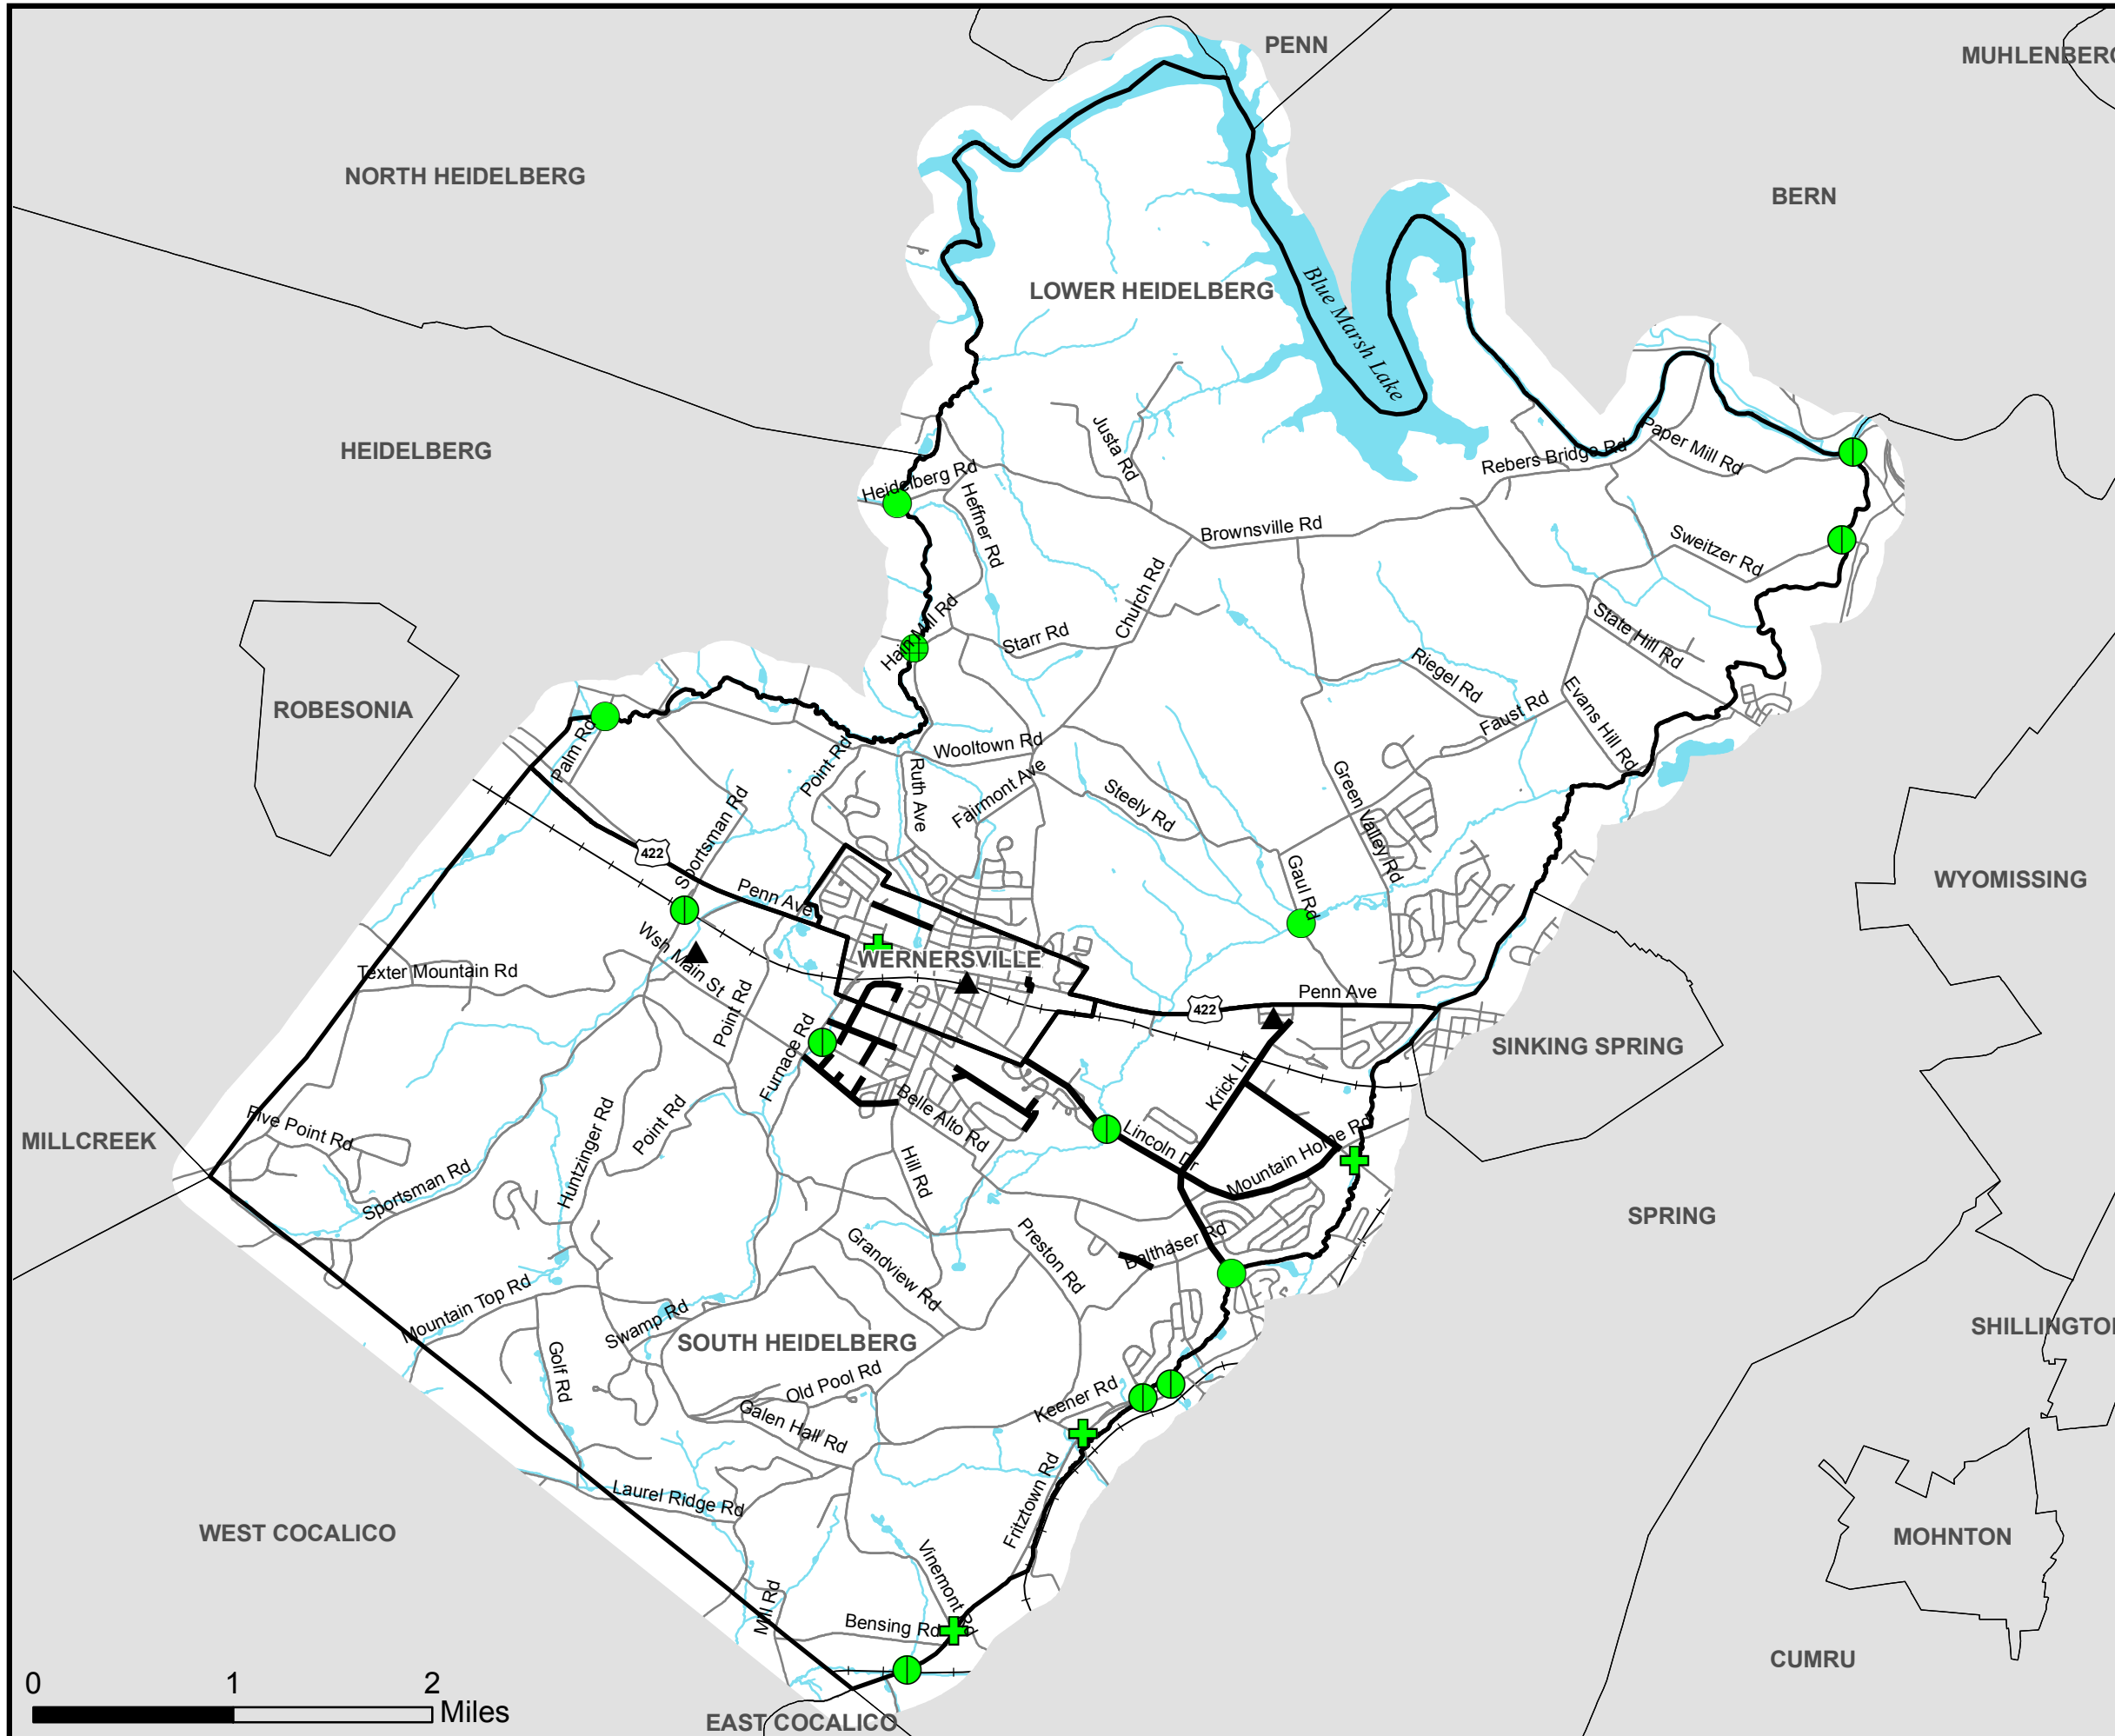 PENN
MUHLENBERG
NORTH HEIDELBERG
BERN
LOWER HEIDELBERG
Blue Marsh Lake
HEIDELBERG
Justa Rd
Paper Mill Rd
Rebers Bridge Rd
Heidelberg Rd
Heffner Rd
Brownsville Rd
Sweitzer Rd
Church Rd
Hain Mill Rd
Starr Rd
State Hill Rd
Riegel Rd
Evans Hill Rd
Faust Rd
ROBESONIA
Palm Rd
Point Rd
Wooltown Rd
Ruth Ave
Fairmont Ave
Steely Rd
Green Valley Rd
Sportsman Rd
422
Gaul Rd
Penn Ave
WYOMISSING
Wsh Main St
WERNERSVILLE
Texter Mountain Rd
Point Rd
Penn Ave
422
SINKING SPRING
Furnace Rd
Krick Ln
Five Point Rd
MILLCREEK
Point Rd
Belle Alto Rd
Lincoln Dr
Mountain Home Rd
Huntzinger Rd
Hill Rd
Sportsman Rd
SPRING
Preston Rd
Balthaser Rd
Grandview Rd
Mountain Top Rd
Swamp Rd
SOUTH HEIDELBERG
SHILLINGTON
Golf Rd
Old Pool Rd
Keener Rd
Galen Hall Rd
Laurel Ridge Rd
Fritztown Rd
WEST COCALICO
MOHNTON
Vinemont Rd
Mill Rd
Bensing Rd
CUMRU
0 1 2
Miles
EAST COCALICO